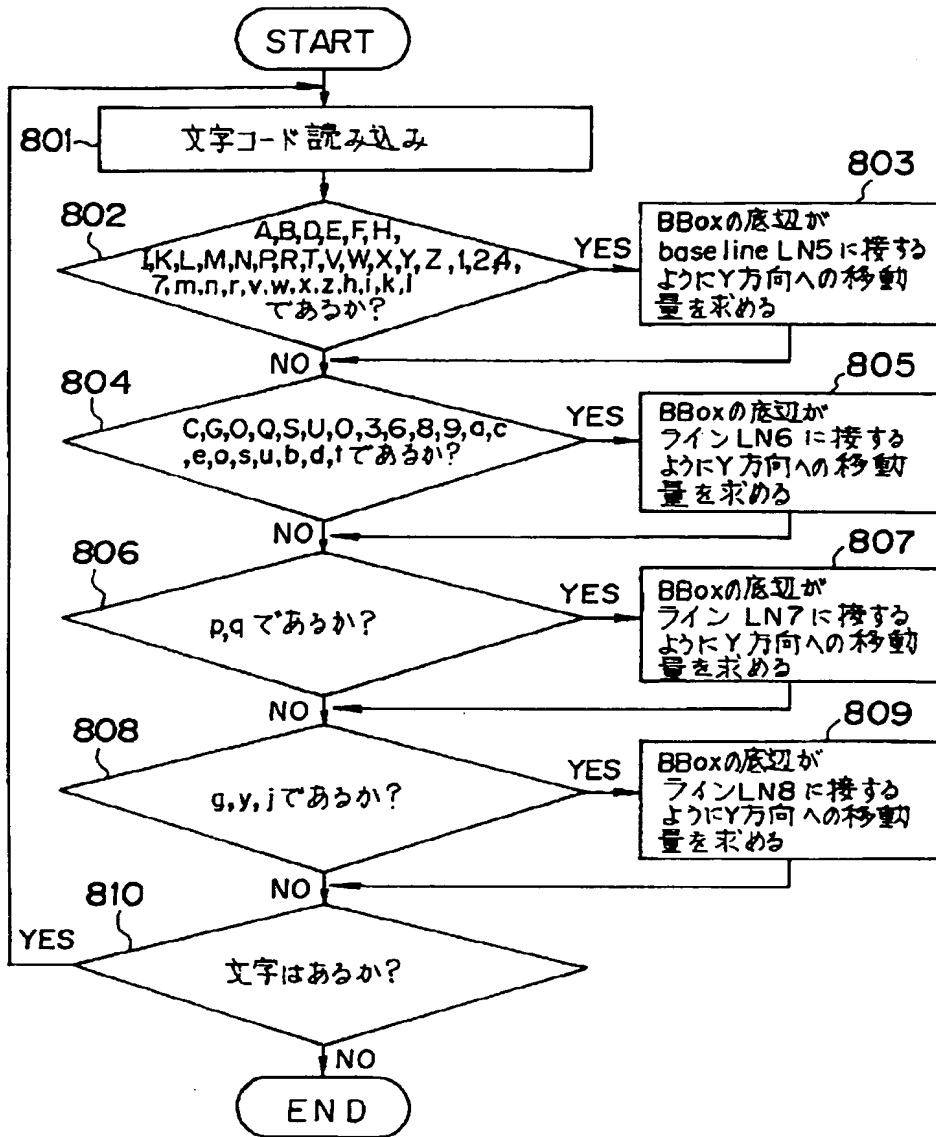 START
801 文字コード読み込み
802
A,B,D,E,F,H,
I,K,L,M,N,P,R,T,V,W,X,Y,Z,1,2,4,
7,m,n,r,v,w,x,z,h,i,k,l
であるか?
YES
803
BBoxの底辺が
baseline LN5に接する
ようにY方向への移動
量を求める
NO
804
C,G,O,Q,S,U,0,3,6,8,9,a,c
,e,o,s,u,b,d,tであるか?
YES
805
BBoxの底辺が
ラインLN6に接する
ようにY方向への移動
量を求める
NO
806
p,qであるか?
YES
807
BBoxの底辺が
ライン LN7に接する
ようにY方向への移動
量を求める
NO
808
g,y,jであるか?
YES
809
BBoxの底辺が
ラインLN8に接する
ようにY方向への移動
量を求める
NO
810
YES
文字はあるか?
NO
END